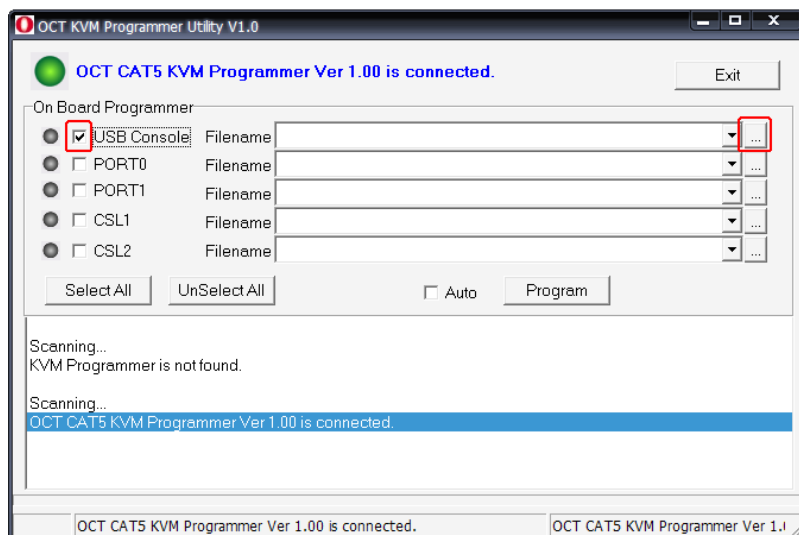 OCT KVM Programmer Utility V1.0
OCT CAT5 KVM Programmer Ver 1.00 is connected.
Exit
On Board Programmer
USB Console Filename ...
PORT0 Filename ...
PORT1 Filename ...
CSL1 Filename ...
CSL2 Filename ...
Select All UnSelect All Auto Program
Scanning...
KVM Programmer is not found.
Scanning...
OCT CAT5 KVM Programmer Ver 1.00 is connected.
OCT CAT5 KVM Programmer Ver 1.00 is connected. OCT CAT5 KVM Programmer Ver 1.